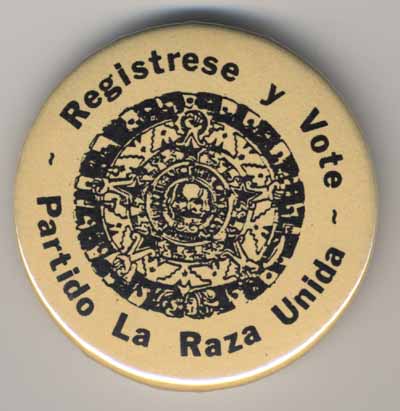 ~ Registrese y Vote ~
Partido La Raza Unida